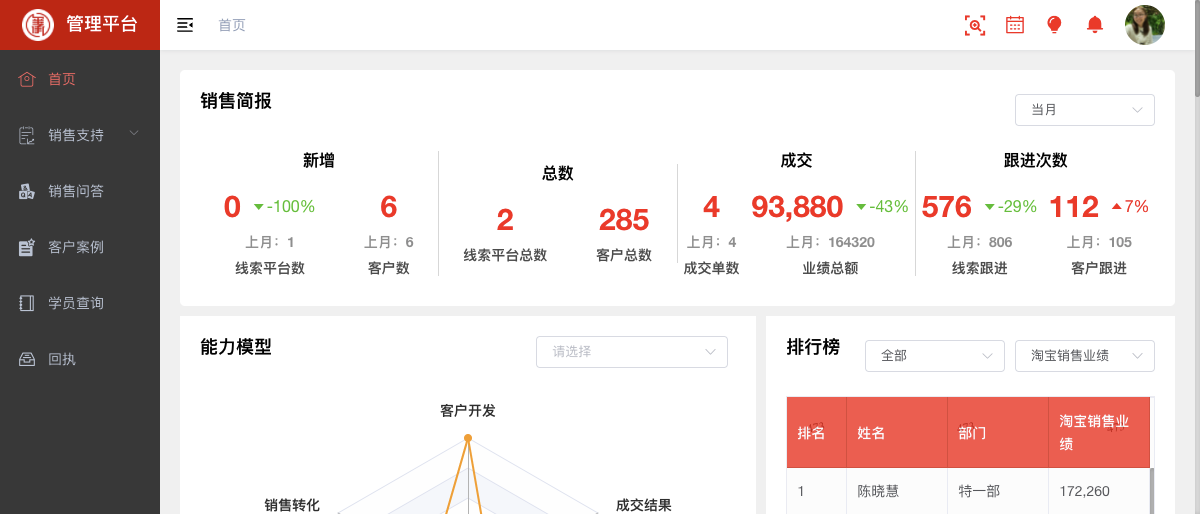 管理平台
首页
首页
销售支持
销售问答
客户案例
学员查询
回执
销售简报
当月
新增
0 -100%
6
上月：1
上月：6
线索平台数
客户数
总数
2
285
线索平台总数
客户总数
成交
4
93,880 -43%
上月：4
上月：164320
成交单数
业绩总额
跟进次数
576 -29%
112 7%
上月：806
上月：105
线索跟进
客户跟进
能力模型
请选择
客户开发
销售转化
成交结果
排行榜
全部
淘宝销售业绩
排名 姓名 部门 淘宝销售业
绩
1 陈晓慧 特一部 172,260